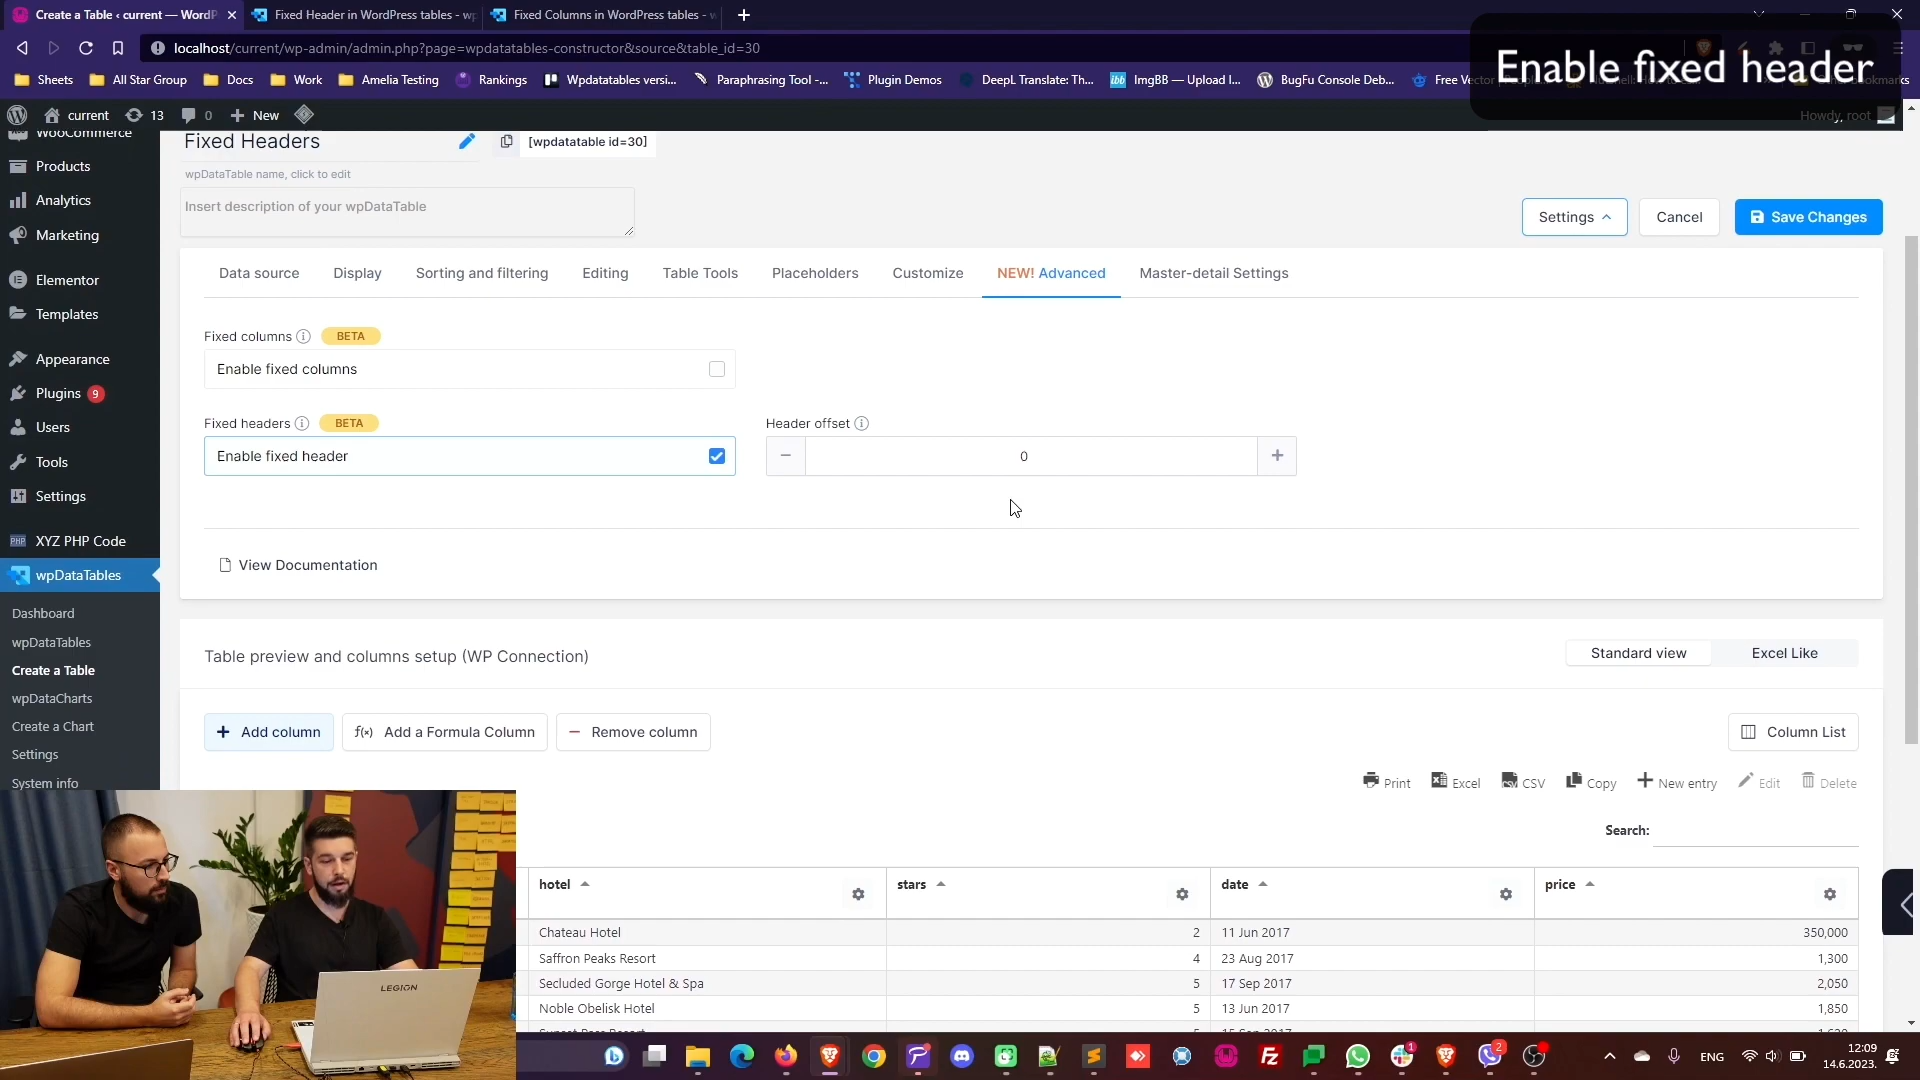 Create a Table ‹ current — WordP
Fixed Header in WordPress tables - wp
Fixed Columns in WordPress tables -
localhost/current/wp-admin/admin.php?page=wpdatatables-constructor&source&table_id=30
Enable fixed header
Sheets
All Star Group
Docs
Work
Amelia Testing
Rankings
Wpdatatables versi...
Paraphrasing Tool -...
Plugin Demos
DeepL Translate: Th...
ImgBB — Upload I...
BugFu Console Deb...
Free Vector
current
13
0
New
Howdy, root
WooCommerce
Products
Analytics
Marketing
Elementor
Templates
Appearance
Plugins 9
Users
Tools
Settings
PHP XYZ PHP Code
wpDataTables
Dashboard
wpDataTables
Create a Table
wpDataCharts
Create a Chart
Settings
System info
Fixed Headers
[wpdatatable id=30]
wpDataTable name, click to edit
Insert description of your wpDataTable
Settings
Cancel
Save Changes
Data source
Display
Sorting and filtering
Editing
Table Tools
Placeholders
Customize
NEW! Advanced
Master-detail Settings
Fixed columns BETA
Enable fixed columns
Fixed headers BETA
Header offset
Enable fixed header
0
View Documentation
Table preview and columns setup (WP Connection)
Standard view
Excel Like
Add column
f(x) Add a Formula Column
Remove column
Column List
Print
Excel
CSV
Copy
New entry
Edit
Delete
Search:
hotel stars date price
Chateau Hotel 2 11 Jun 2017 350,000
Saffron Peaks Resort 4 23 Aug 2017 1,300
Secluded Gorge Hotel & Spa 5 17 Sep 2017 2,050
Noble Obelisk Hotel 5 13 Jun 2017 1,850
LEGION
1
2
ENG
12:09
14.6.2023.